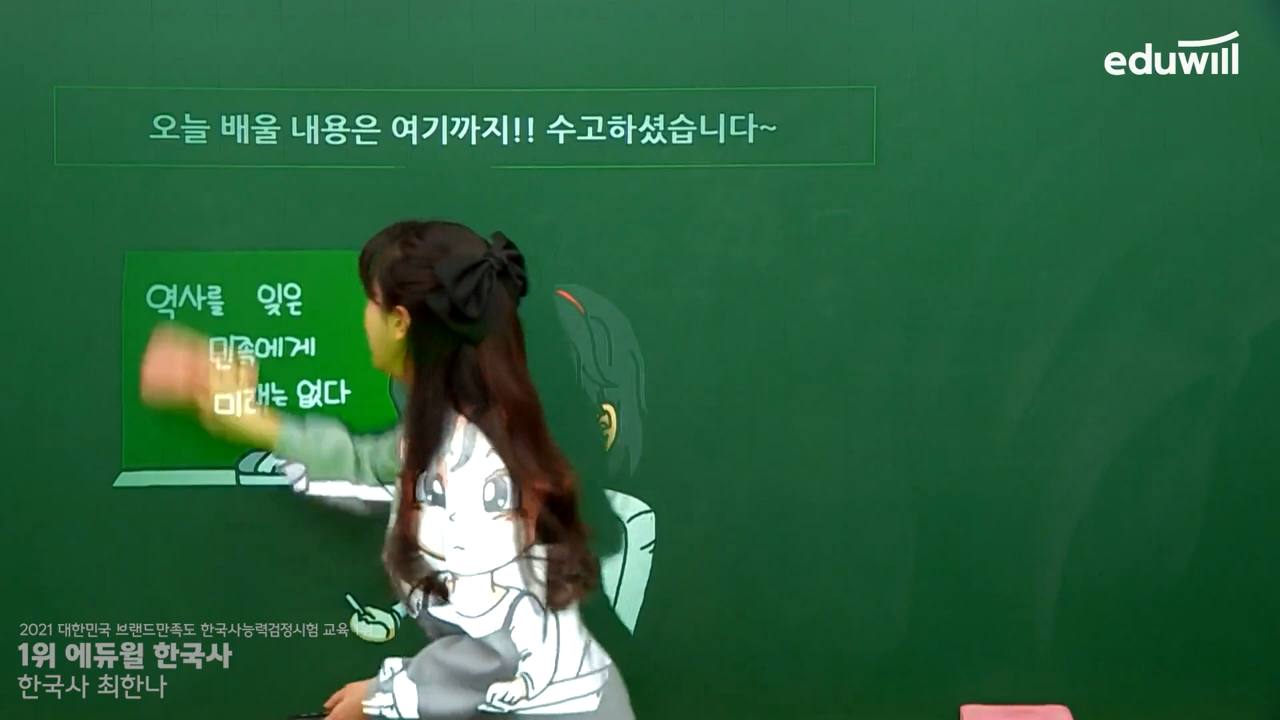 eduwill
오늘 배울 내용은 여기까지!! 수고하셨습니다~
역사를 잊은
민족에게
미래는 없다
2021 대한민국 브랜드만족도 한국사능력검정시험 교육 1위
1위 에듀윌 한국사
한국사 최한나